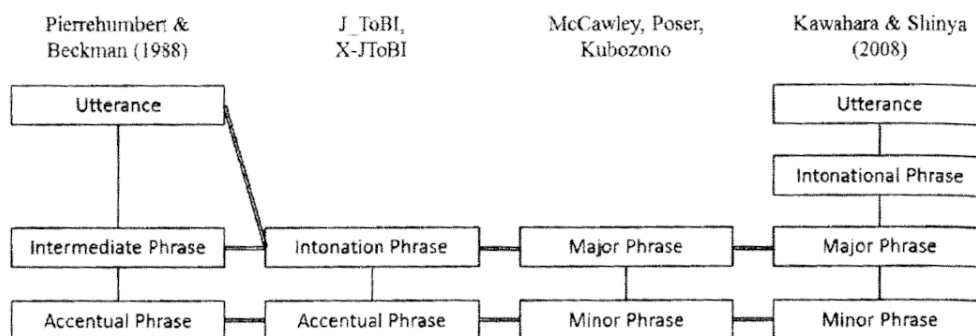 Pierrehumbert &
Beckman (1988)
J_ToBI,
X-JToBI
McCawley, Poser,
Kubozono
Kawahara & Shinya
(2008)
Utterance
Utterance
Intonational Phrase
Intermediate Phrase
Intonation Phrase
Major Phrase
Major Phrase
Accentual Phrase
Accentual Phrase
Minor Phrase
Minor Phrase